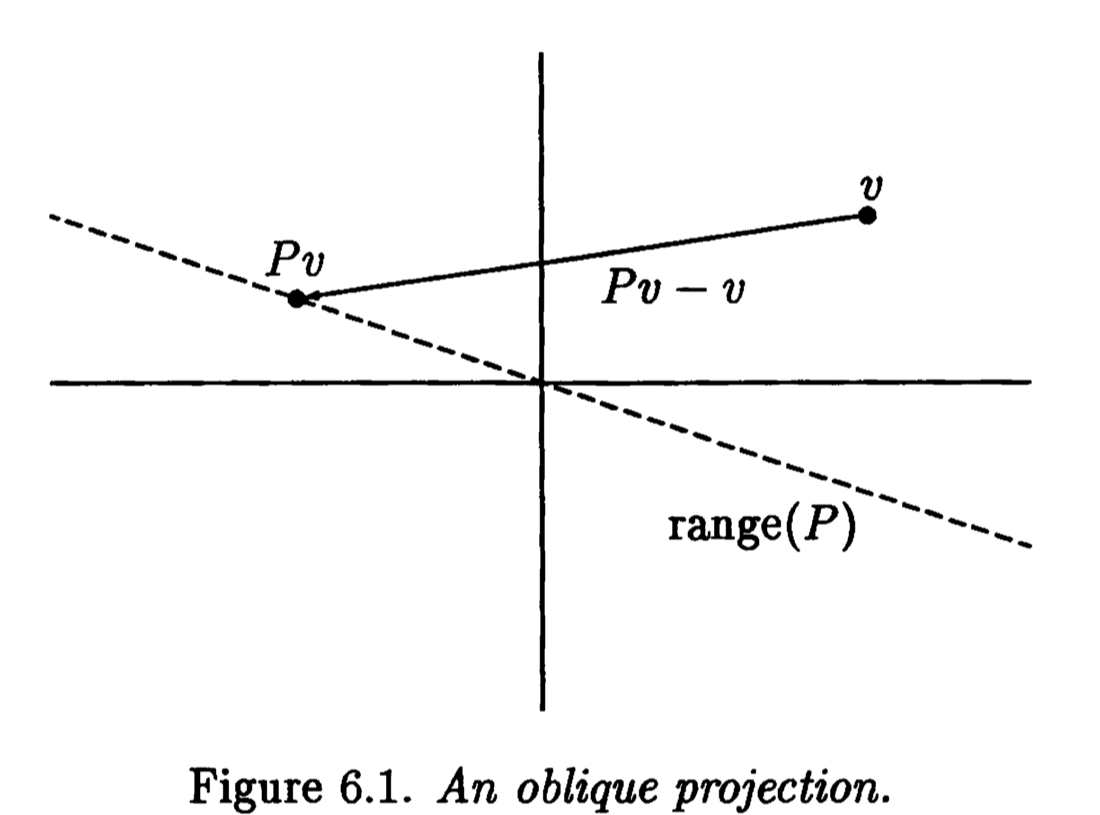 v
Pv
Pv − v
range(P)
Figure 6.1. An oblique projection.